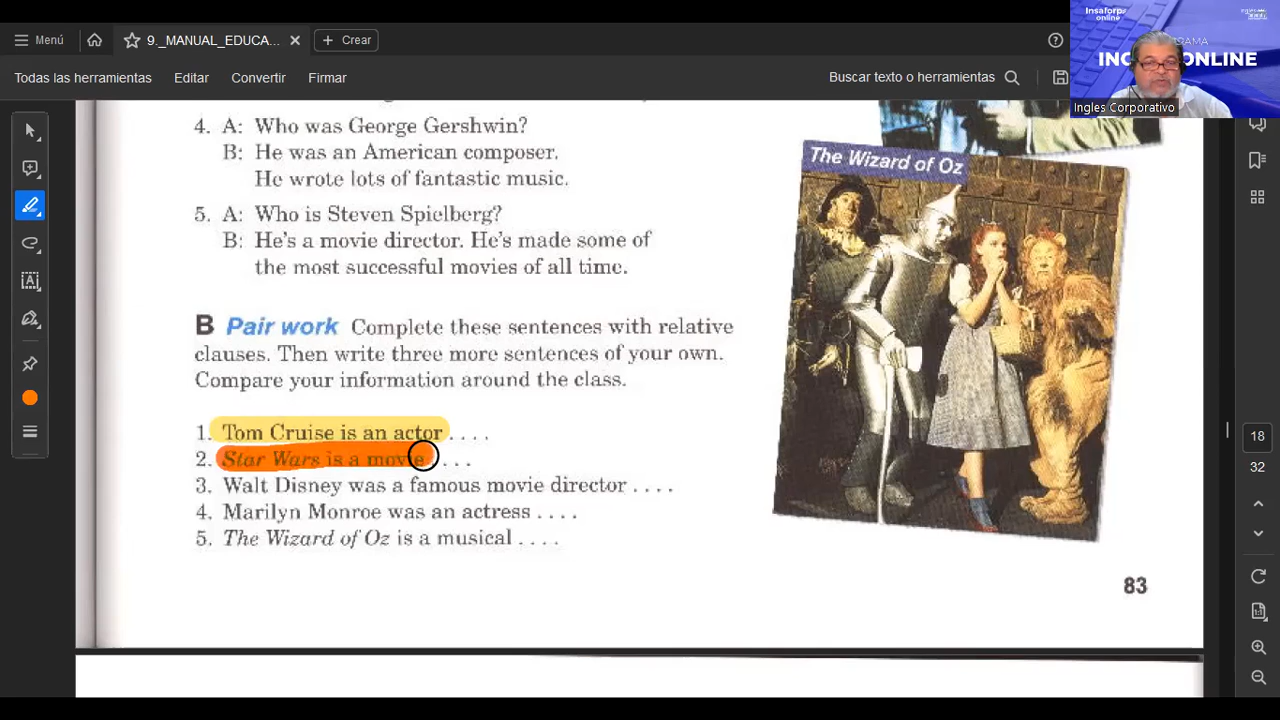 Menú
9._MANUAL_EDUCA...
Crear
Todas las herramientas
Editar
Convertir
Firmar
Buscar texto o herramientas
Insaforp
online
INGLES ONLINE
Ingles Corporativo
4. A: Who was George Gershwin?
B: He was an American composer.
He wrote lots of fantastic music.
5. A: Who is Steven Spielberg?
B: He's a movie director. He's made some of
the most successful movies of all time.
The Wizard of Oz
B Pair work Complete these sentences with relative
clauses. Then write three more sentences of your own.
Compare your information around the class.
1. Tom Cruise is an actor . . . .
2. Star Wars is a movie . . . .
3. Walt Disney was a famous movie director . . . .
4. Marilyn Monroe was an actress . . . .
5. The Wizard of Oz is a musical . . . .
83
18
32